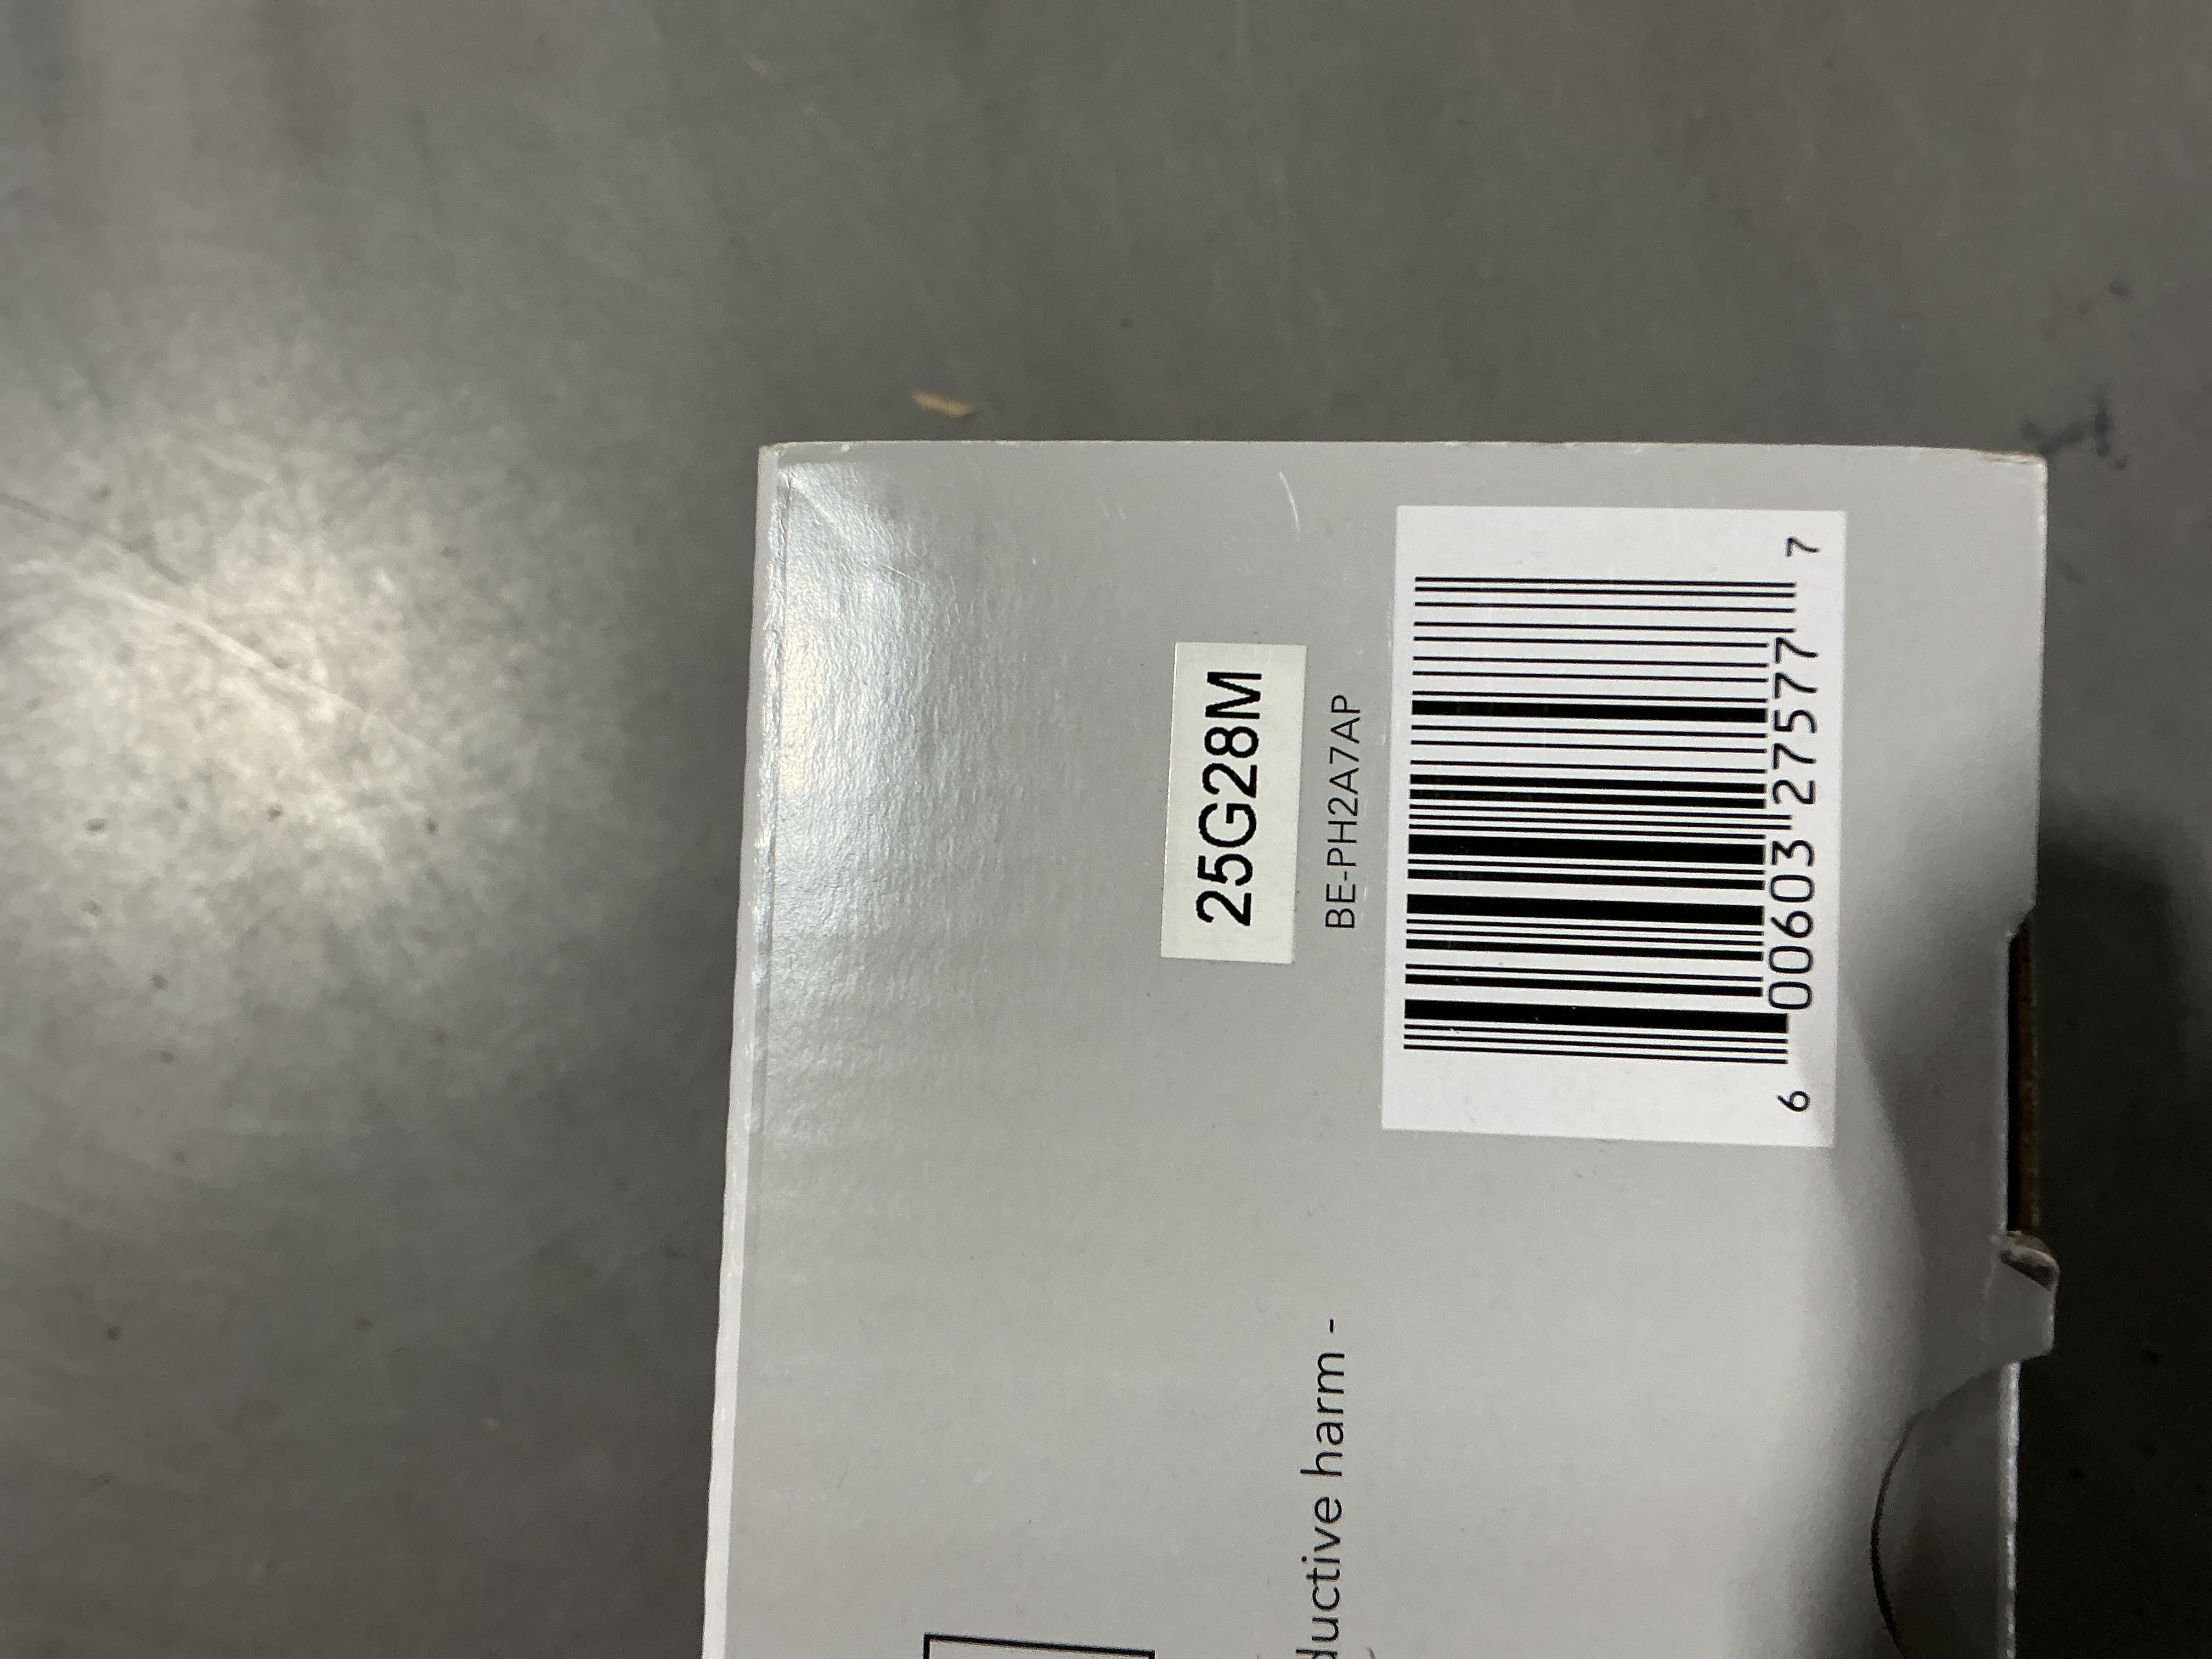 25G28M
BE-PH2A7AP
6 00603 27577 7
ductive harm -